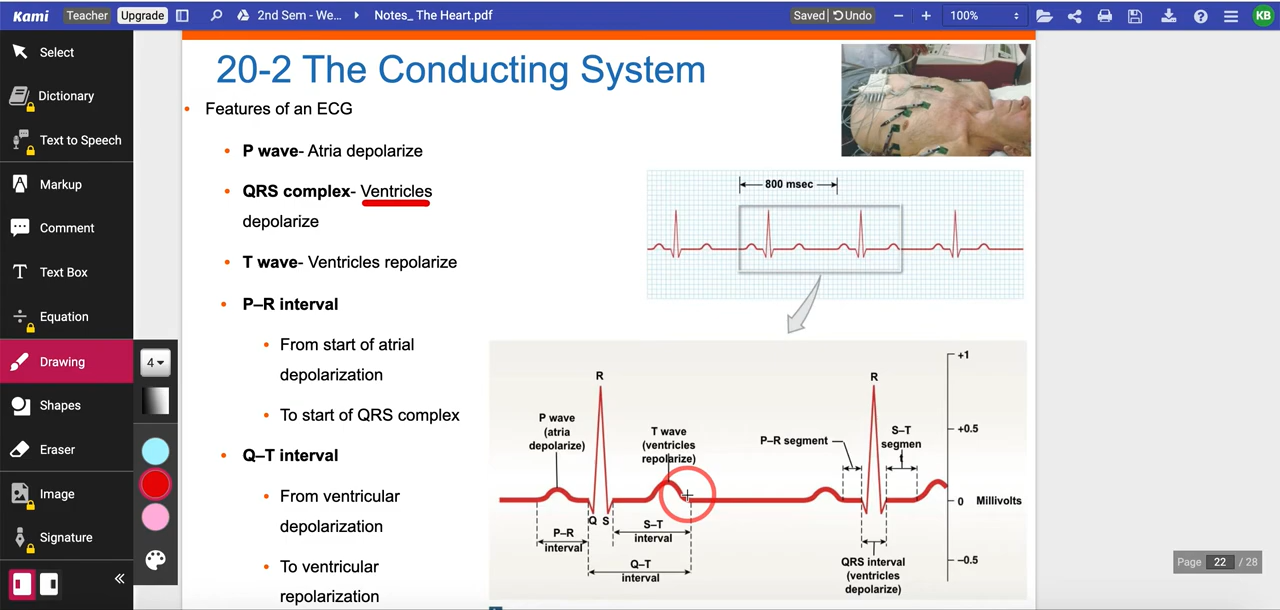 Kami Teacher Upgrade 2nd Sem - We... Notes_ The Heart.pdf Saved Undo 100% KB
Select
Dictionary
Text to Speech
Markup
Comment
Text Box
Equation
Drawing
Shapes
Eraser
Image
Signature
4
20-2 The Conducting System
• Features of an ECG
• P wave- Atria depolarize
• QRS complex- Ventricles
depolarize
• T wave- Ventricles repolarize
• P–R interval
• From start of atrial
depolarization
• To start of QRS complex
• Q–T interval
• From ventricular
depolarization
• To ventricular
repolarization
800 msec
R
P wave
(atria
depolarize)
T wave
(ventricles
repolarize)
Q S
P–R
interval
S–T
interval
Q–T
interval
P–R segment
R
S–T
segmen
t
QRS interval
(ventricles
depolarize)
+1
+0.5
0 Millivolts
–0.5
Page 22 / 28